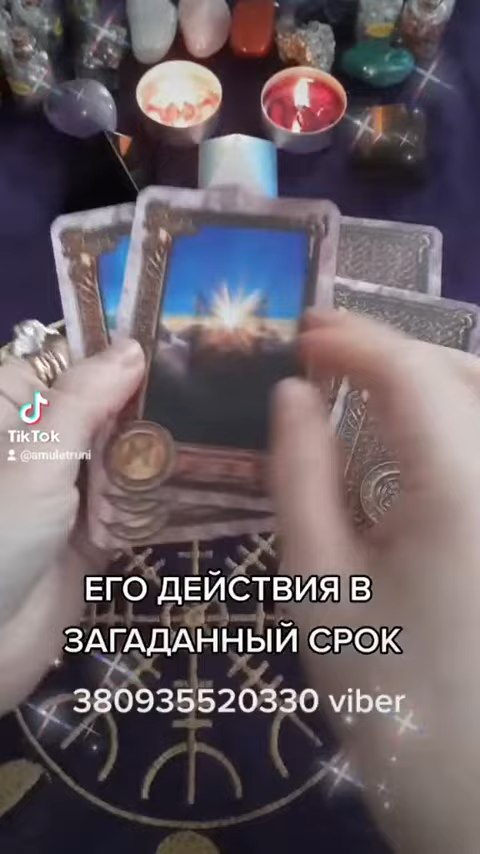 TikTok
@amuletruni
ЕГО ДЕЙСТВИЯ В
ЗАГАДАННЫЙ СРОК
380935520330 viber